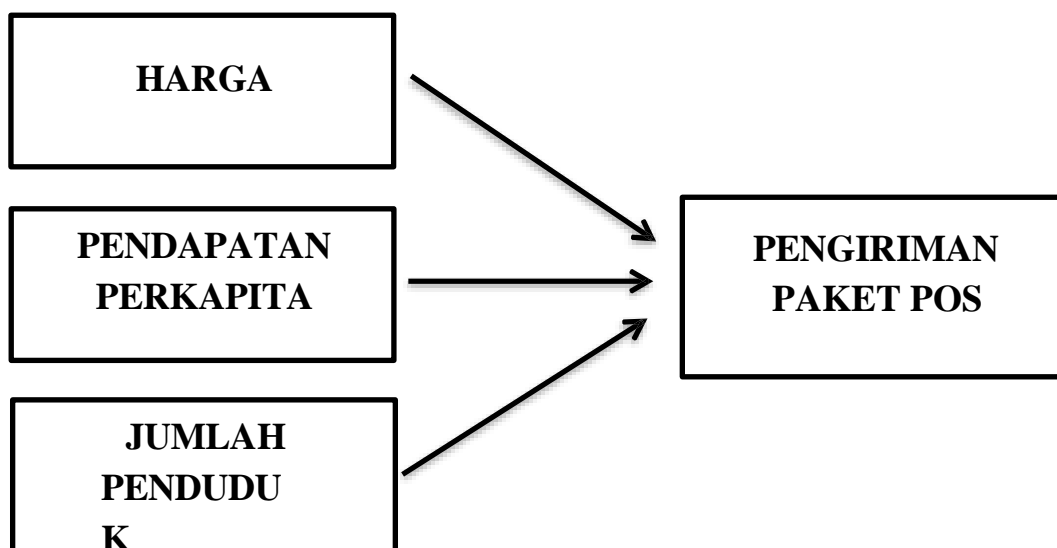 HARGA
PENDAPATAN
PERKAPITA
JUMLAH
PENDUDU
K
PENGIRIMAN
PAKET POS